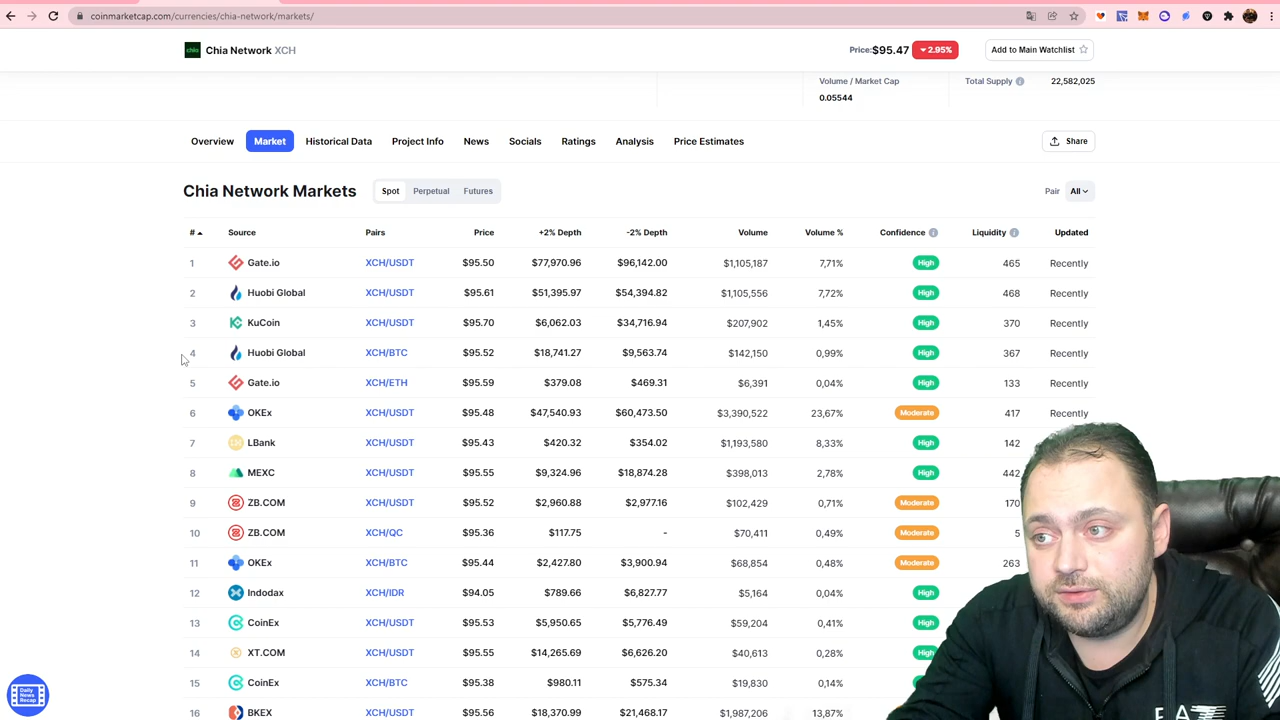 coinmarketcap.com/currencies/chia-network/markets/
Chia Network XCH
Price:$95.47 2.95%
Add to Main Watchlist
Volume / Market Cap
Total Supply 22,582,025
0.05544
Overview Market Historical Data Project Info News Socials Ratings Analysis Price Estimates Share
Chia Network Markets Spot Perpetual Futures Pair All
# Source Pairs Price +2% Depth -2% Depth Volume Volume % Confidence Liquidity Updated
1 Gate.io XCH/USDT $95.50 $77,970.96 $96,142.00 $1,105,187 7,71% High 465 Recently
2 Huobi Global XCH/USDT $95.61 $51,395.97 $54,394.82 $1,105,556 7,72% High 468 Recently
3 KuCoin XCH/USDT $95.70 $6,062.03 $34,716.94 $207,902 1,45% High 370 Recently
4 Huobi Global XCH/BTC $95.52 $18,741.27 $9,563.74 $142,150 0,99% High 367 Recently
5 Gate.io XCH/ETH $95.59 $379.08 $469.31 $6,391 0,04% High 133 Recently
6 OKEx XCH/USDT $95.48 $47,540.93 $60,473.50 $3,390,522 23,67% Moderate 417 Recently
7 LBank XCH/USDT $95.43 $420.32 $354.02 $1,193,580 8,33% High 142
8 MEXC XCH/USDT $95.55 $9,324.96 $18,874.28 $398,013 2,78% High 442
9 ZB.COM XCH/USDT $95.52 $2,960.88 $2,977.16 $102,429 0,71% Moderate 170
10 ZB.COM XCH/QC $95.36 $117.75 - $70,411 0,49% Moderate 5
11 OKEx XCH/BTC $95.44 $2,427.80 $3,900.94 $68,854 0,48% Moderate 263
12 Indodax XCH/IDR $94.05 $789.66 $6,827.77 $5,164 0,04% High
13 CoinEx XCH/USDT $95.53 $5,950.65 $5,776.49 $59,204 0,41% High
14 XT.COM XCH/USDT $95.55 $14,265.69 $6,626.20 $40,613 0,28% High
15 CoinEx XCH/BTC $95.38 $980.11 $575.34 $19,830 0,14%
16 BKEX XCH/USDT $95.56 $18,370.99 $21,468.17 $1,987,206 13,87%
Daily
News
Recap